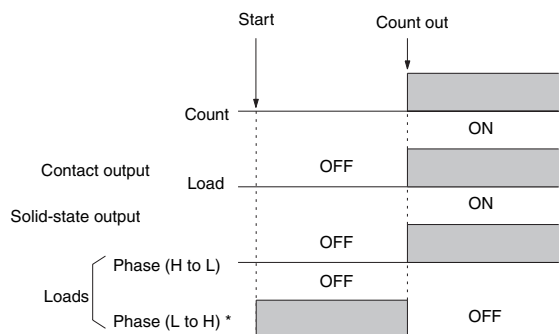 Start
Count out
Count
ON
Contact output
OFF
Load
ON
Solid-state output
OFF
Phase (H to L)
OFF
Loads
Phase (L to H) *
OFF